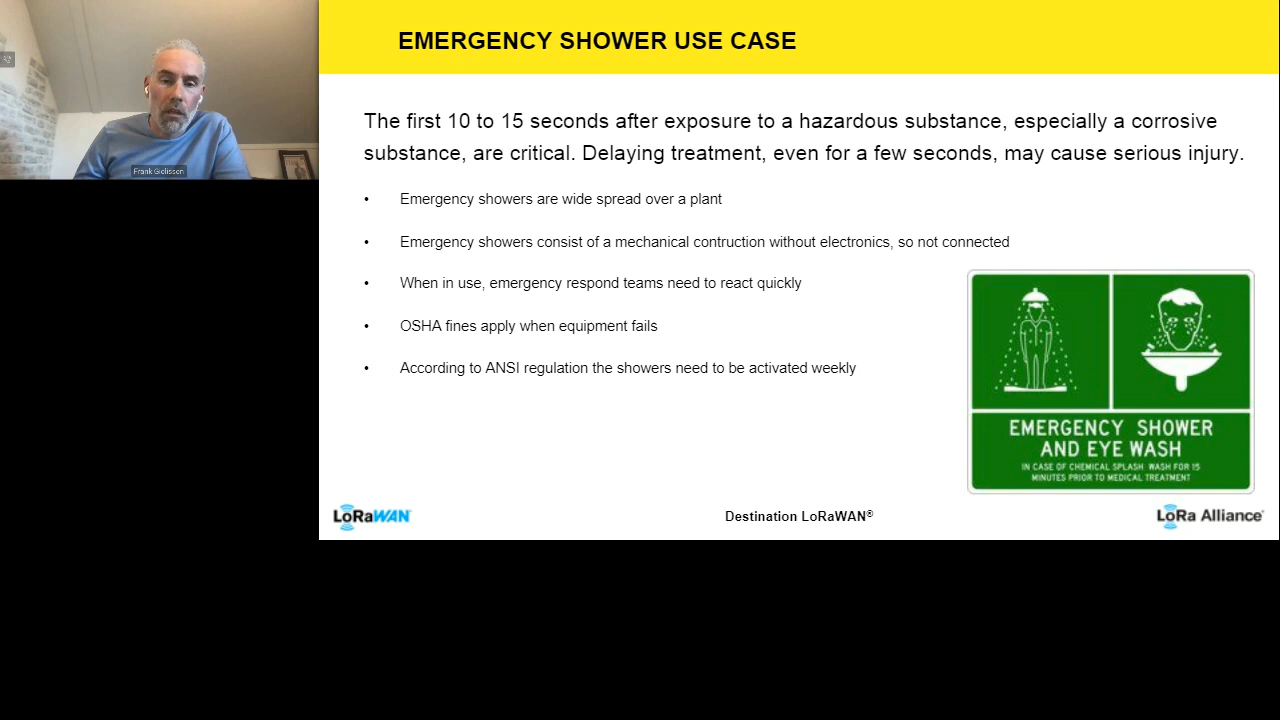 EMERGENCY SHOWER USE CASE
The first 10 to 15 seconds after exposure to a hazardous substance, especially a corrosive
substance, are critical. Delaying treatment, even for a few seconds, may cause serious injury.
• Emergency showers are wide spread over a plant
• Emergency showers consist of a mechanical contruction without electronics, so not connected
• When in use, emergency respond teams need to react quickly
• OSHA fines apply when equipment fails
• According to ANSI regulation the showers need to be activated weekly
EMERGENCY SHOWER
AND EYE WASH
IN CASE OF CHEMICAL SPLASH WASH FOR 15
MINUTES PRIOR TO MEDICAL TREATMENT
LoRaWAN
Destination LoRaWAN®
LoRa Alliance
Frank Gielissen